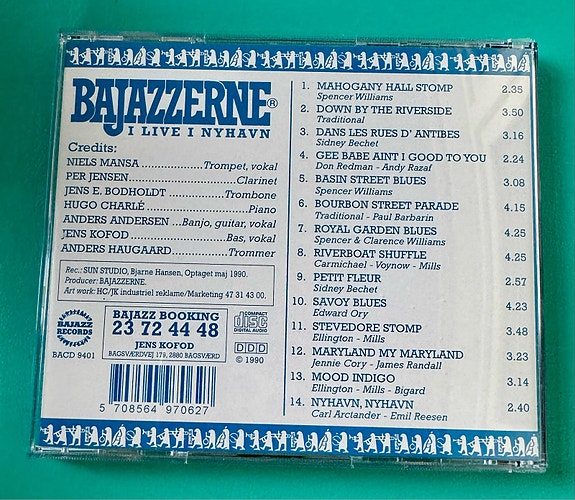 BAJAZZERNE®
I LIVE I NYHAVN
Credits:
NIELS MANSA ................Trompet, vokal
PER JENSEN..............................Clarinet
JENS E. BODHOLDT ...............Trombone
HUGO CHARLÉ ............................Piano
ANDERS ANDERSEN ...Banjo, guitar, vokal
JENS KOFOD .........................Bas, vokal
ANDERS HAUGAARD................Trommer
Rec.: SUN STUDIO, Bjarne Hansen, Optaget maj 1990.
Producer: BAJAZZERNE.
Art work: HC/JK industriel reklame/Marketing 47 31 43 00.
BAJAZZ
RECORDS
BACD 9401
BAJAZZ BOOKING
23 72 44 48
JENS KOFOD
BAGSVÆRDVEJ 179, 2880 BAGSVÆRD
COMPACT
disc
DIGITAL AUDIO
DDD
© 1990
5 708564 970627
1. MAHOGANY HALL STOMP 2.35
Spencer Williams
2. DOWN BY THE RIVERSIDE 3.50
Traditional
3. DANS LES RUES D' ANTIBES 3.16
Sidney Bechet
4. GEE BABE AINT I GOOD TO YOU 2.24
Don Redman - Andy Razaf
5. BASIN STREET BLUES 3.08
Spencer Williams
6. BOURBON STREET PARADE 4.15
Traditional - Paul Barbarin
7. ROYAL GARDEN BLUES 4.25
Spencer & Clarence Williams
8. RIVERBOAT SHUFFLE 4.25
Carmichael - Voynow - Mills
9. PETIT FLEUR 2.57
Sidney Bechet
10. SAVOY BLUES 4.23
Edward Ory
11. STEVEDORE STOMP 3.48
Ellington - Mills
12. MARYLAND MY MARYLAND 3.23
Jennie Cory - James Randall
13. MOOD INDIGO 3.14
Ellington - Mills - Bigard
14. NYHAVN, NYHAVN 2.40
Carl Arctander - Emil Reesen